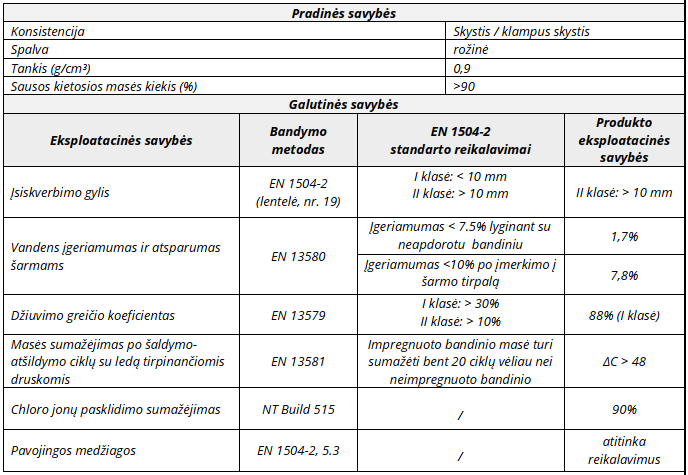 Pradinės savybės
Konsistencija
Skystis / klampus skystis
Spalva
rožinė
Tankis (g/cm³)
0,9
Sausos kietosios masės kiekis (%)
>90
Galutinės savybės
Eksploatacinės savybės
Bandymo
metodas
EN 1504-2
standarto reikalavimai
Produkto
eksploatacinės
savybės
Įsiskverbimo gylis
EN 1504-2
(lentelė, nr. 19)
I klasė: < 10 mm
II klasė: > 10 mm
II klasė: > 10 mm
Vandens įgeriamumas ir atsparumas
šarmams
EN 13580
Įgeriamumas < 7.5% lyginant su
neapdorotu bandiniu
1,7%
Įgeriamumas <10% po įmerkimo į
šarmo tirpalą
7,8%
Džiuvimo greičio koeficientas
EN 13579
I klasė: > 30%
II klasė: > 10%
88% (I klasė)
Masės sumažėjimas po šaldymo-
atšildymo ciklų su ledą tirpinančiomis
druskomis
EN 13581
Impregnuoto bandinio masė turi
sumažėti bent 20 ciklų vėliau nei
neimpregnuoto bandinio
ΔC > 48
Chloro jonų pasklidimo sumažėjimas
NT Build 515
/
90%
Pavojingos medžiagos
EN 1504-2, 5.3
/
atitinka
reikalavimus